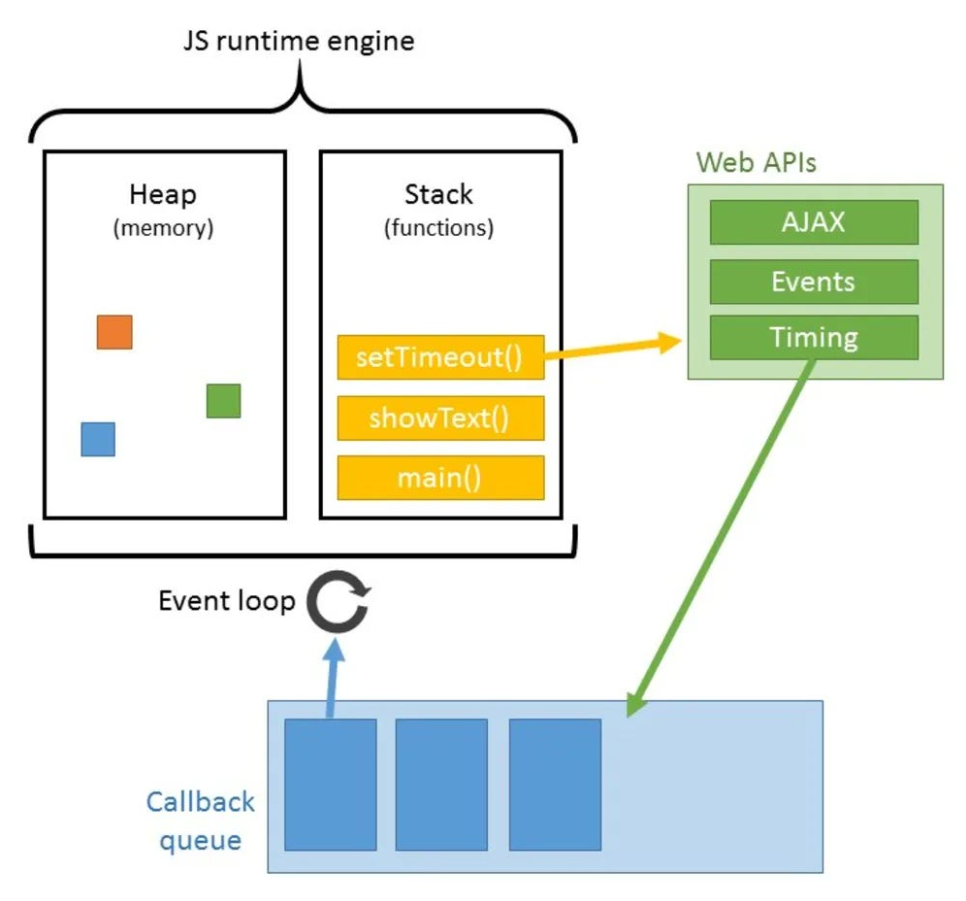 JS runtime engine
Heap
(memory)
Stack
(functions)
setTimeout()
showText()
main()
Web APIs
AJAX
Events
Timing
Event loop
Callback
queue